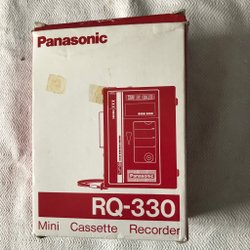 Panasonic
Panasonic
RQ-330
Mini Cassette Recorder